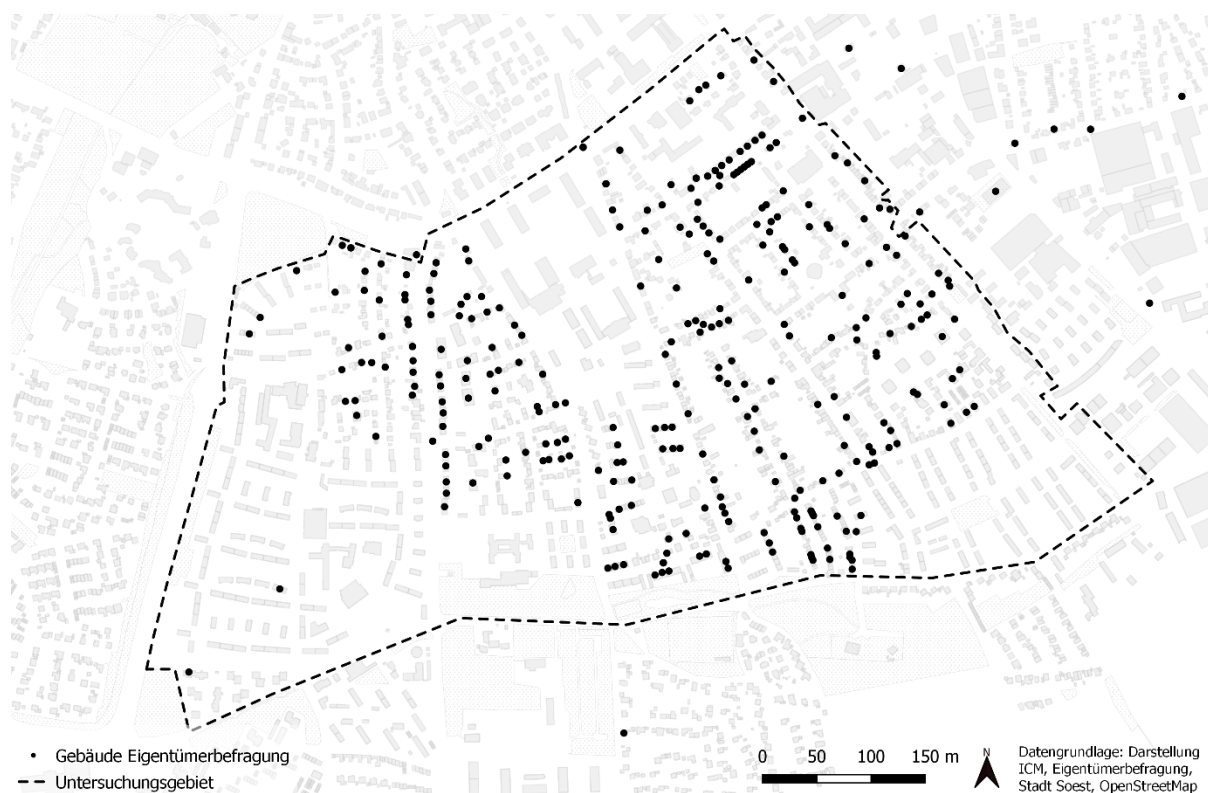 Gebäude Eigentümerbefragung
Untersuchungsgebiet
0 50 100 150 m
N
Datengrundlage: Darstellung
ICM, Eigentümerbefragung,
Stadt Soest, OpenStreetMap